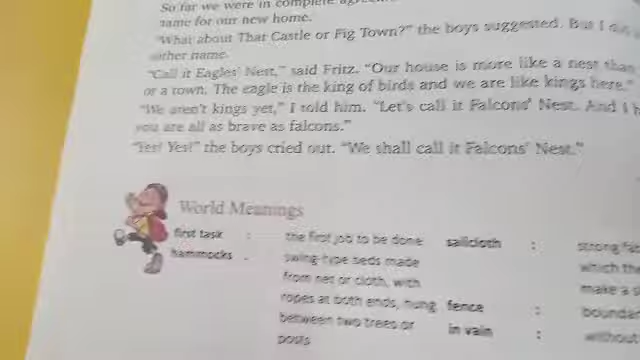 So far we were in complete
name for our new home.
"What about That Castle or Fig Town?" the boys suggested. But I
other name.
"Call it Eagles' Nest," said Fritz. "Our house is more like a nest than
or a town. The eagle is the king of birds and we are like kings here."
"We aren't kings yet," I told him. "Let's call it Falcons' Nest. And I
you are all as brave as falcons."
"Yes! Yes!" the boys cried out. "We shall call it Falcons' Nest."
World Meanings
first task : the first job to be done sailcloth : strong
hammocks . swing-type beds made which the
from net or cloth, with make a
ropes at both ends, hung fence :
between two trees or in vain : without
posts